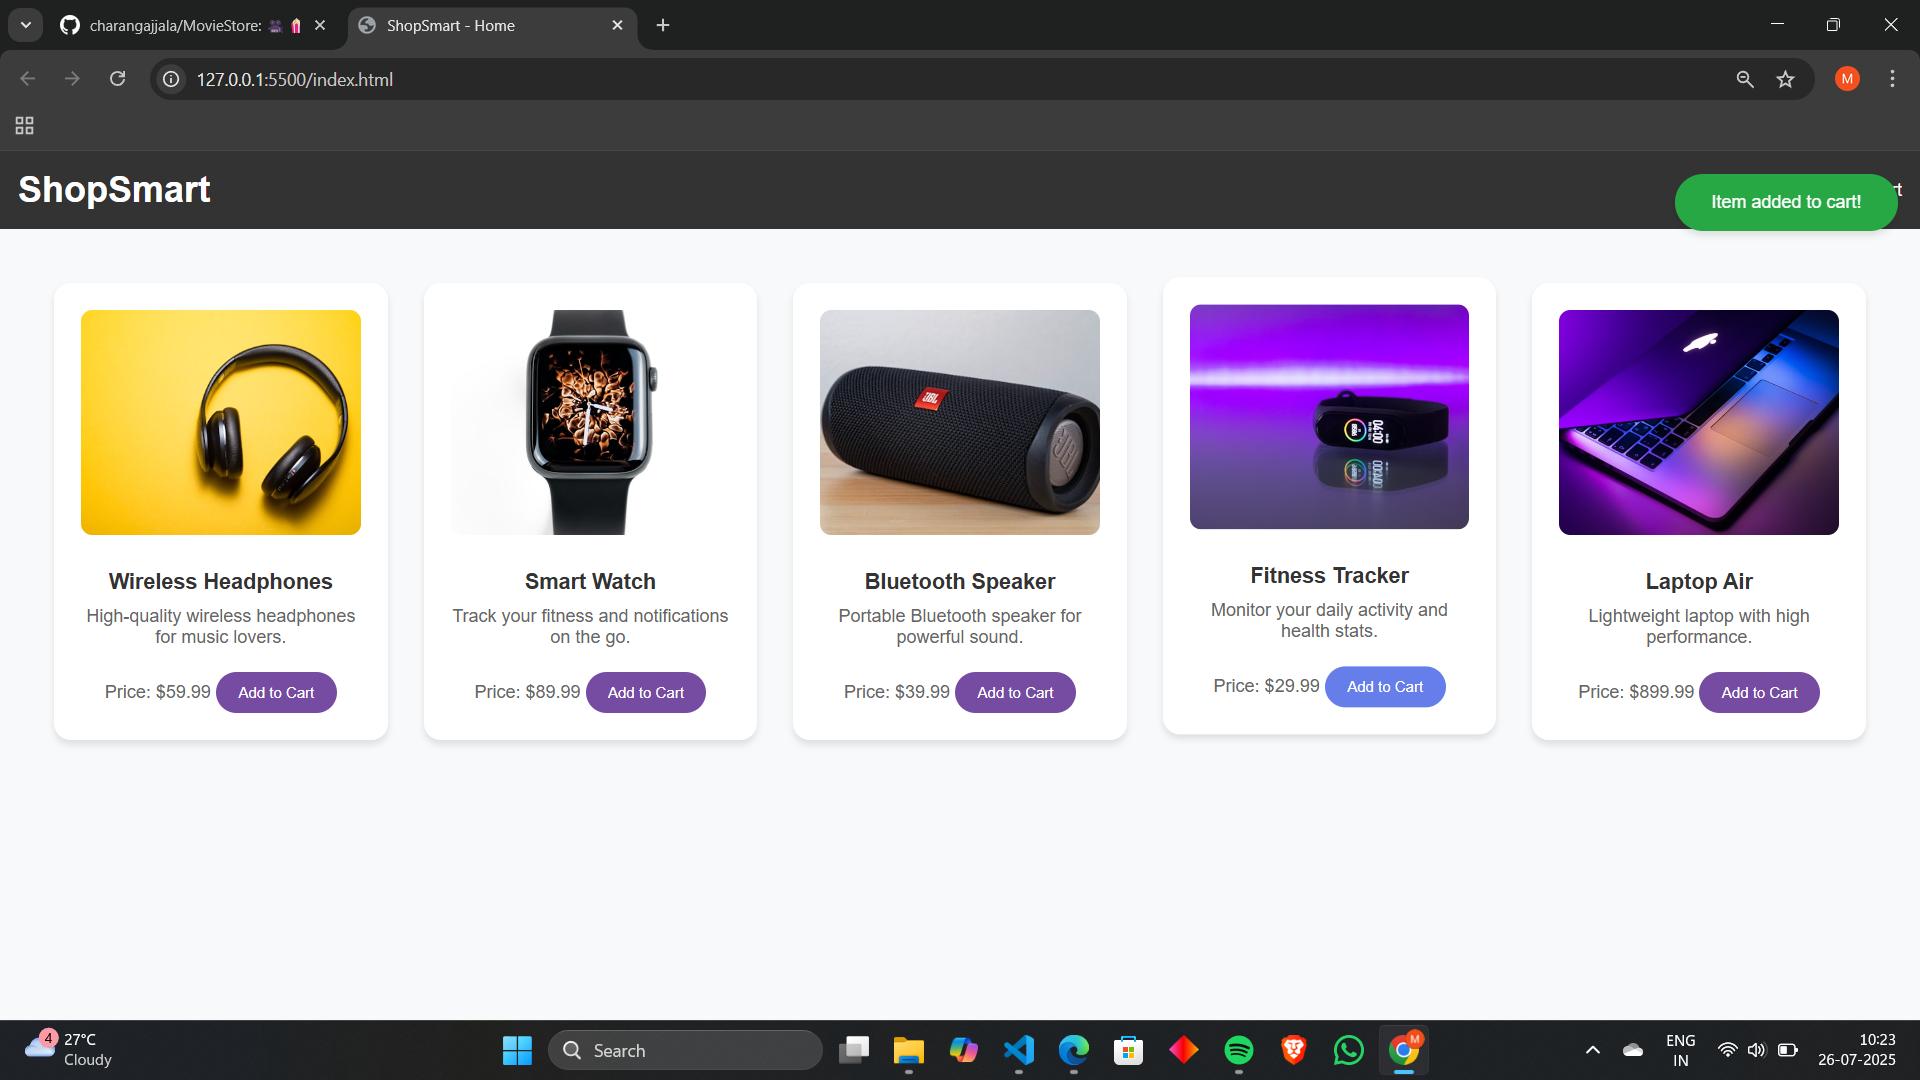 charangajjala/MovieStore:
ShopSmart - Home
127.0.0.1:5500/index.html
M
ShopSmart
Item added to cart!
rt
JBL
JBL
04:00
Wireless Headphones
High-quality wireless headphones
for music lovers.
Price: $59.99 Add to Cart
Smart Watch
Track your fitness and notifications
on the go.
Price: $89.99 Add to Cart
Bluetooth Speaker
Portable Bluetooth speaker for
powerful sound.
Price: $39.99 Add to Cart
Fitness Tracker
Monitor your daily activity and
health stats.
Price: $29.99 Add to Cart
Laptop Air
Lightweight laptop with high
performance.
Price: $899.99 Add to Cart
4
27°C
Cloudy
Search
M
ENG
IN
10:23
26-07-2025